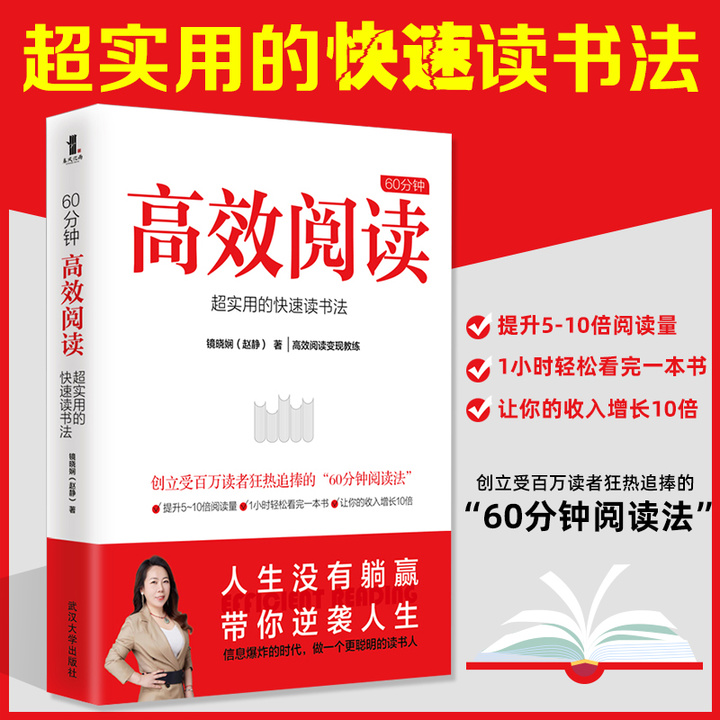 超实用的快速读书法
春风化雨
60分钟
高效阅读
超实用的
快速读书法
镜晓娴（赵静） 著
武汉大学出版社
60分钟
高效阅读
超实用的快速读书法
镜晓娴（赵静） 著 | 高效阅读变现教练
创立受百万读者狂热追捧的“60分钟阅读法”
提升5~10倍阅读量 1小时轻松看完一本书 让你的收入增长10倍
人生没有躺赢
EFFICIENT READING
带你逆袭人生
信息爆炸的时代，做一个更聪明的读书人
提升5-10倍阅读量
1小时轻松看完一本书
让你的收入增长10倍
创立受百万读者狂热追捧的
“60分钟阅读法”